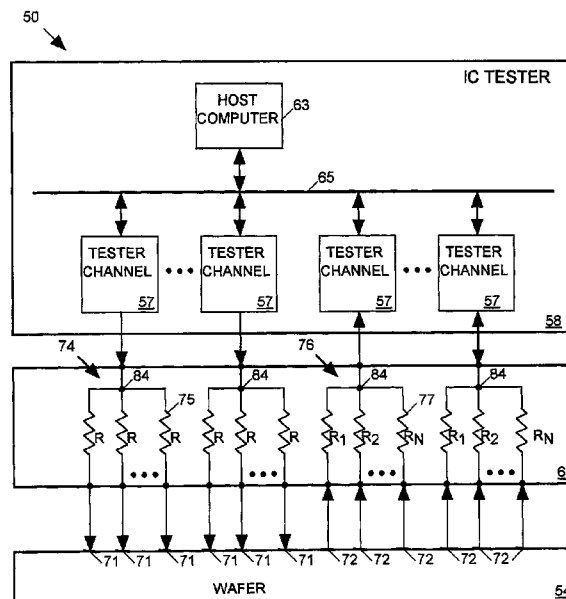 50
IC TESTER
HOST COMPUTER
63
65
TESTER CHANNEL
57
TESTER CHANNEL
57
TESTER CHANNEL
57
TESTER CHANNEL
57
58
74
84
75
84
76
84
77
84
R R R R R R R1 R2 RN R1 R2 RN
71 71 71 71 71 71 72 72 72 72 72
WAFER
54